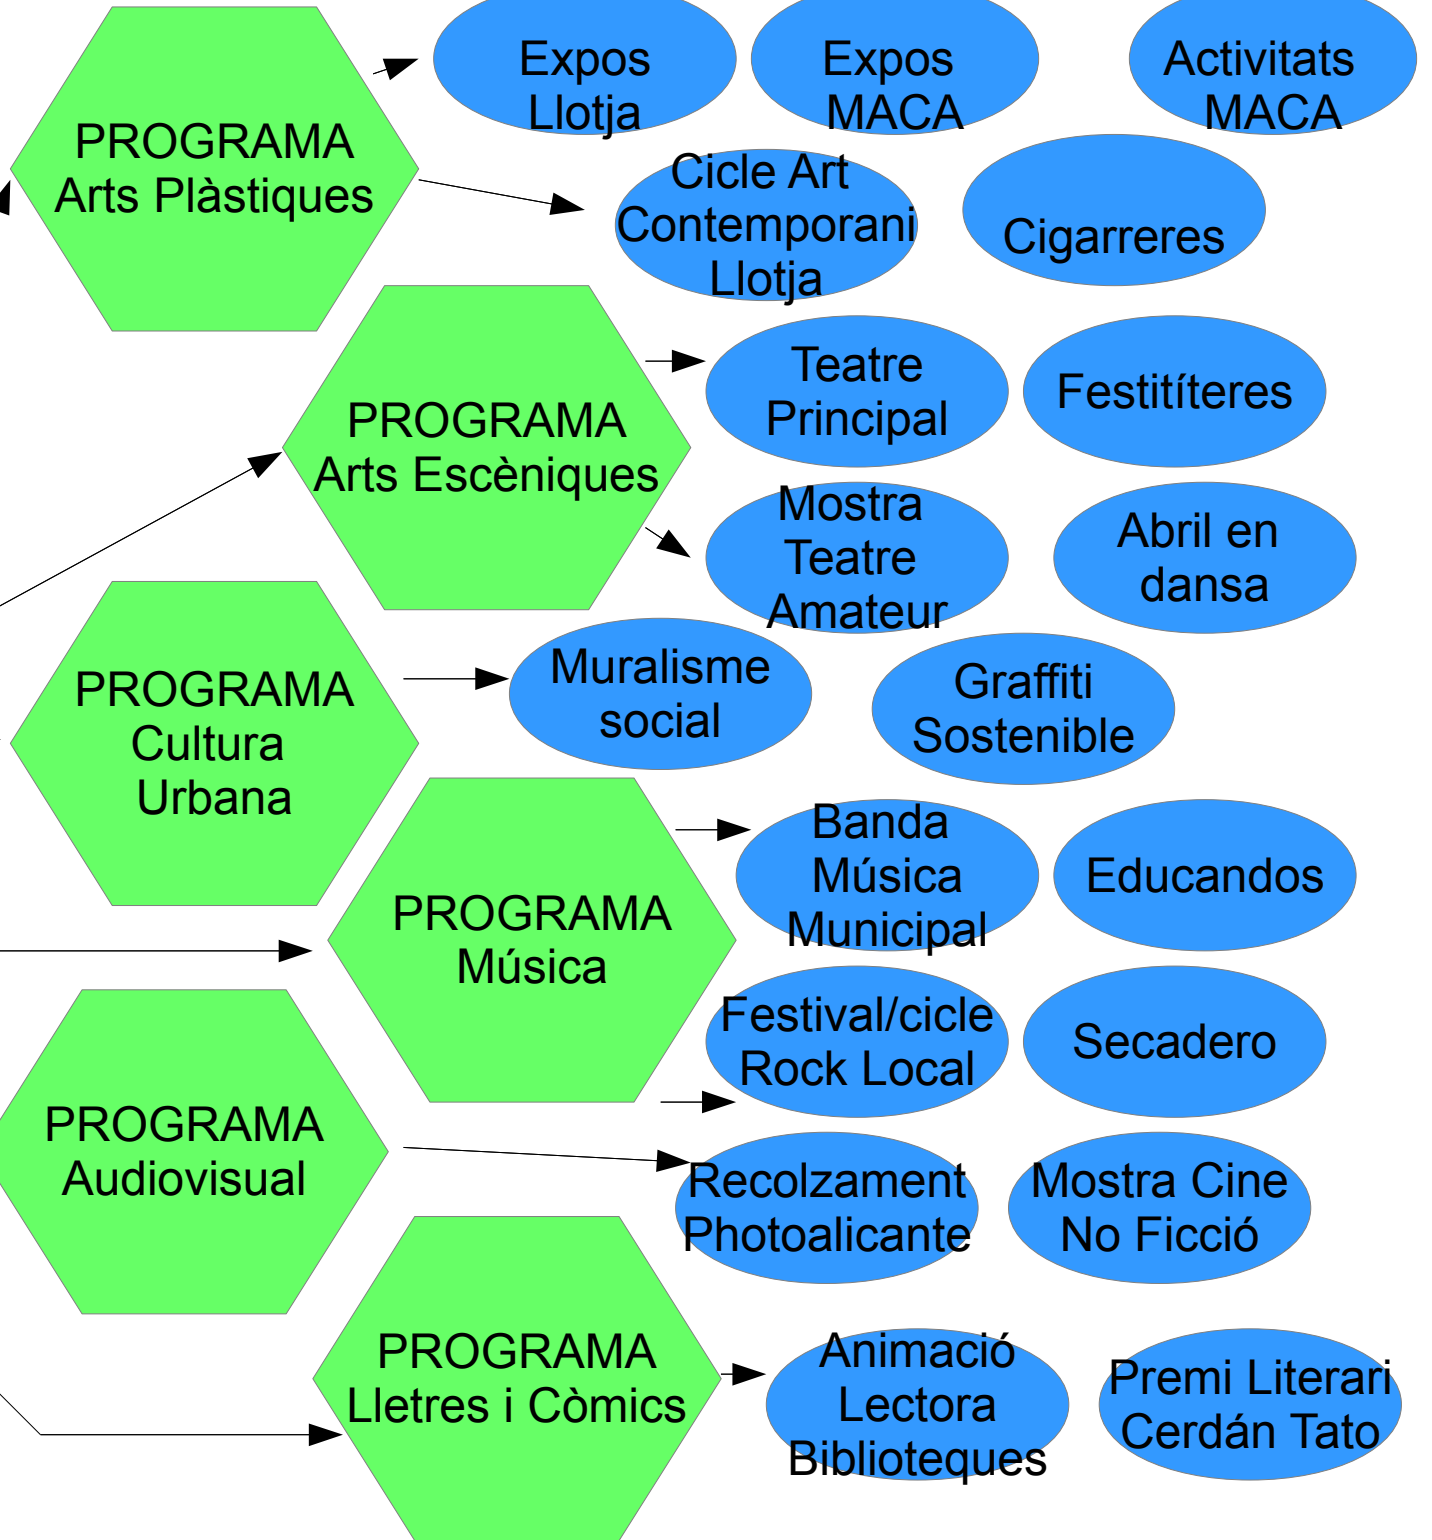 PROGRAMA
Arts Plàstiques
Expos
Llotja
Expos
MACA
Activitats
MACA
Cicle Art
Contemporani
Llotja
Cigarreres
PROGRAMA
Arts Escèniques
Teatre
Principal
Festitíteres
Mostra
Teatre
Amateur
Abril en
dansa
PROGRAMA
Cultura
Urbana
Muralisme
social
Graffiti
Sostenible
PROGRAMA
Música
Banda
Música
Municipal
Educandos
Festival/cicle
Rock Local
Secadero
PROGRAMA
Audiovisual
Recolzament
Photoalicante
Mostra Cine
No Ficció
PROGRAMA
Lletres i Còmics
Animació
Lectora
Biblioteques
Premi Literari
Cerdán Tato